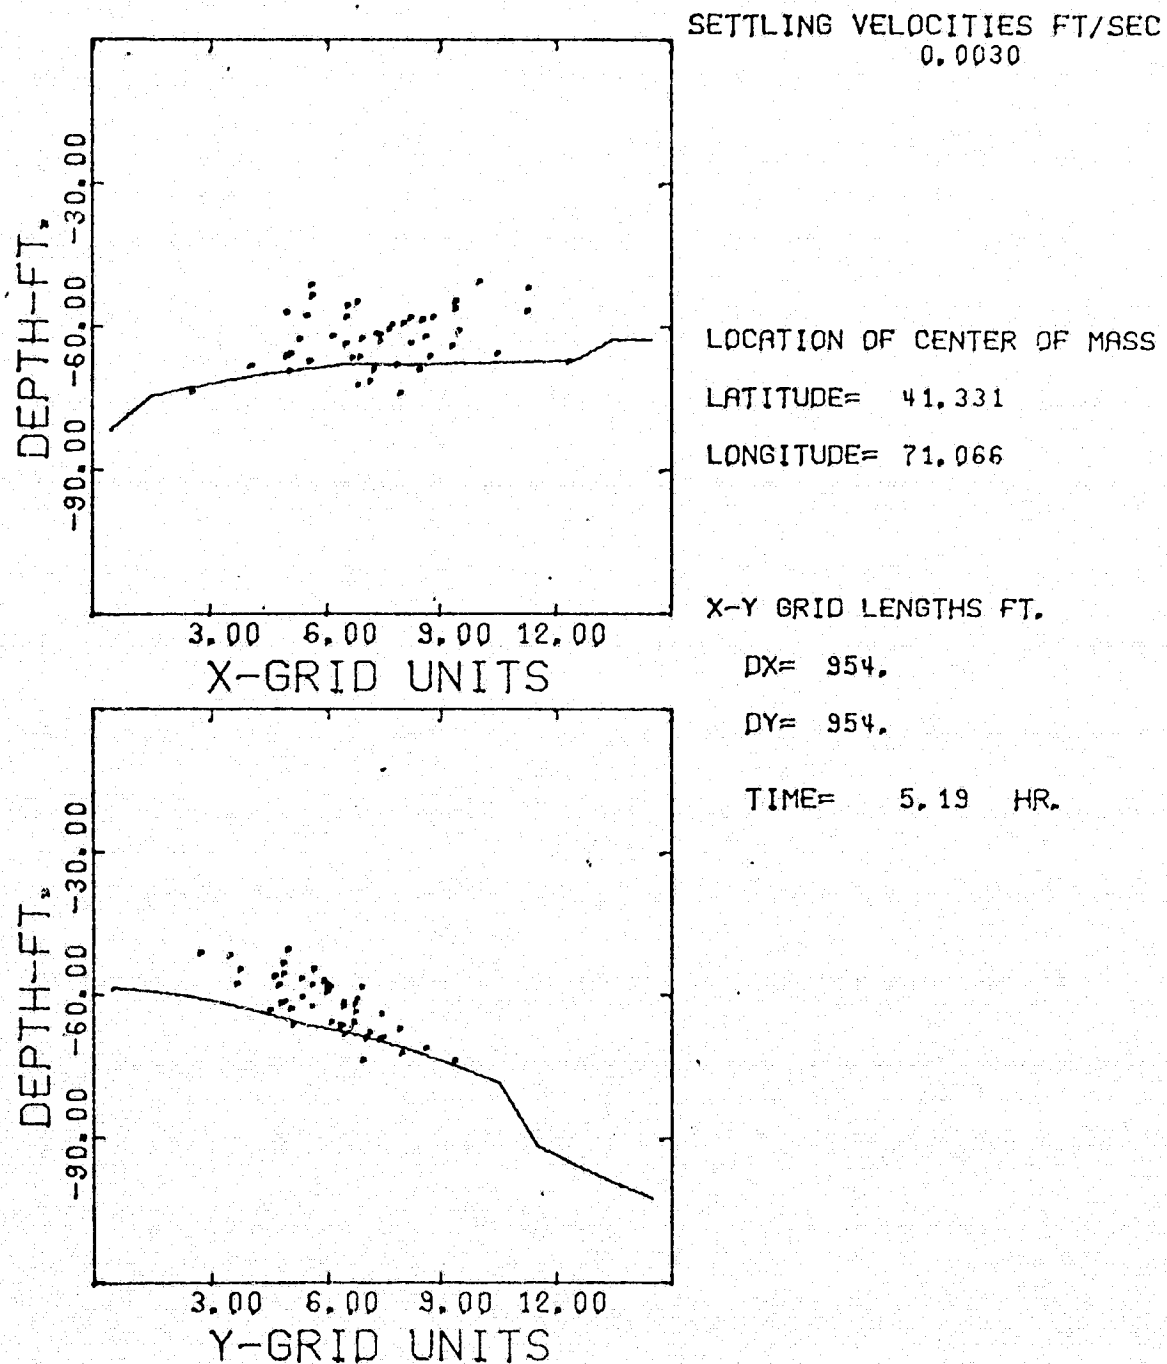 SETTLING VELOCITIES FT/SEC
0.0030
DEPTH-FT.
-30.00
-60.00
-90.00
3.00 6.00 9.00 12.00
X-GRID UNITS
LOCATION OF CENTER OF MASS
LATITUDE= 41.331
LONGITUDE= 71.066
X-Y GRID LENGTHS FT.
DX= 954.
DY= 954.
TIME= 5.19 HR.
DEPTH-FT.
-30.00
-60.00
-90.00
3.00 6.00 9.00 12.00
Y-GRID UNITS